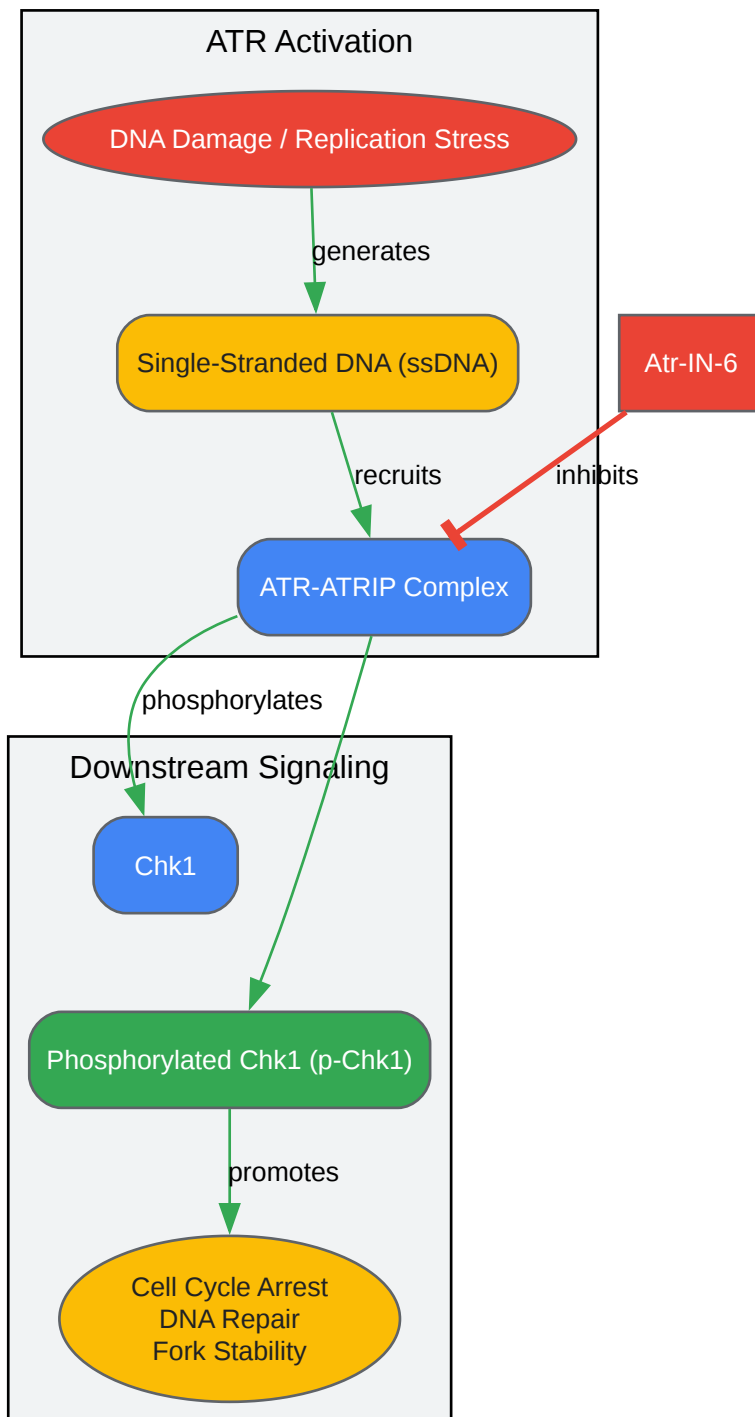 ATR Activation
DNA Damage / Replication Stress
generates
Single-Stranded DNA (ssDNA)
Atr-IN-6
recruits
inhibits
ATR-ATRIP Complex
phosphorylates
Downstream Signaling
Chk1
Phosphorylated Chk1 (p-Chk1)
promotes
Cell Cycle Arrest
DNA Repair
Fork Stability